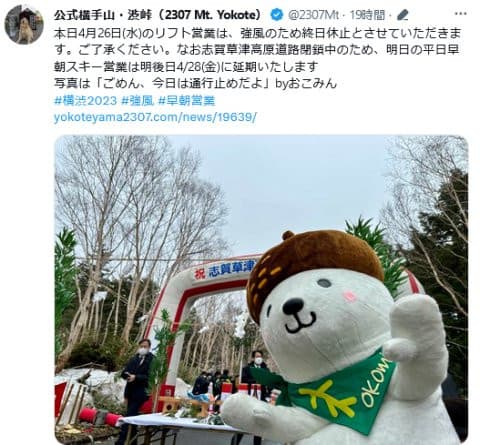 公式横手山・渋峠（2307 Mt. Yokote） @2307Mt · 19時間 ·
本日4月26日(水)のリフト営業は、強風のため終日休止とさせていただきま
す。ご了承ください。なお志賀草津高原道路閉鎖中のため、明日の平日早
朝スキー営業は明後日4/28(金)に延期いたします
写真は「ごめん、今日は通行止めだよ」byおこみん
#横渋2023 #強風 #早朝営業
yokoteyama2307.com/news/19639/
祝 志賀草津
OKOMI